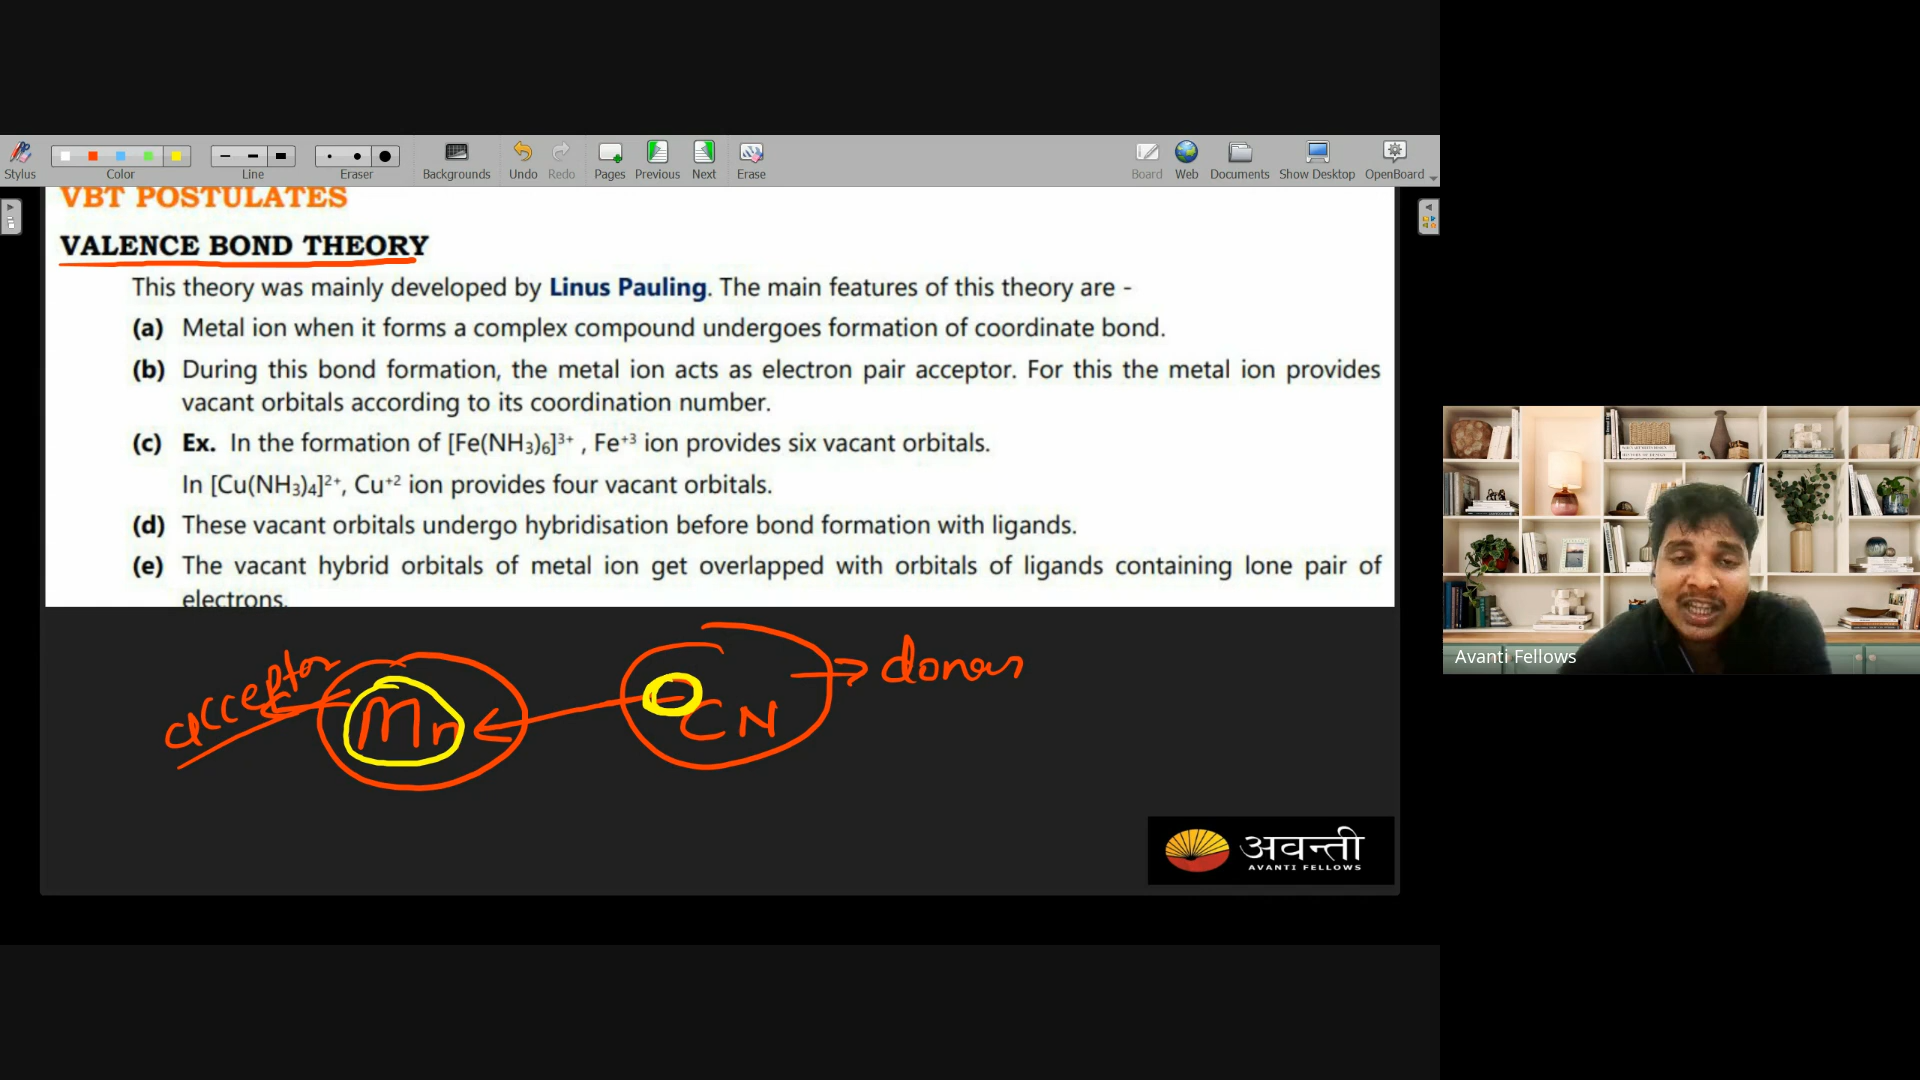 Stylus
Color
Line
Eraser
Backgrounds
Undo
Redo
Pages
Previous
Next
Erase
Board
Web
Documents
Show Desktop
OpenBoard
VBT POSTULATES
VALENCE BOND THEORY
This theory was mainly developed by Linus Pauling. The main features of this theory are -
(a) Metal ion when it forms a complex compound undergoes formation of coordinate bond.
(b) During this bond formation, the metal ion acts as electron pair acceptor. For this the metal ion provides
vacant orbitals according to its coordination number.
(c) Ex. In the formation of [Fe(NH₃)₆]³⁺ , Fe⁺³ ion provides six vacant orbitals.
In [Cu(NH₃)₄]²⁺, Cu⁺² ion provides four vacant orbitals.
(d) These vacant orbitals undergo hybridisation before bond formation with ligands.
(e) The vacant hybrid orbitals of metal ion get overlapped with orbitals of ligands containing lone pair of
electrons.
acceptor
Mn
CN
donor
अवन्ती
AVANTI FELLOWS
Avanti Fellows